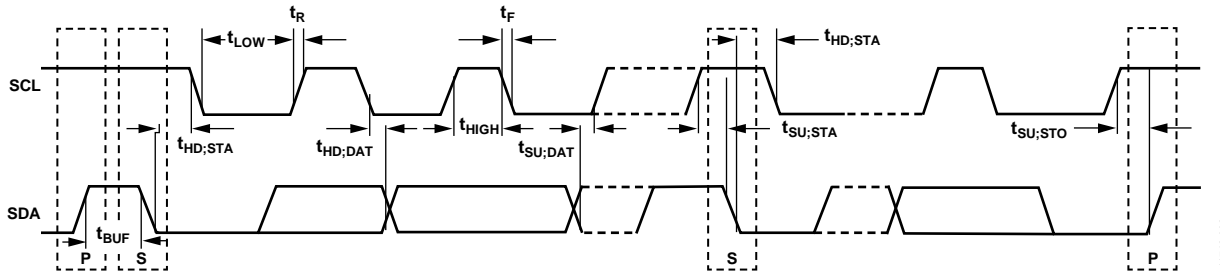 tR
tF
tLOW
tHD;STA
SCL
tHD;STA
tHD;DAT
tHIGH
tSU;DAT
tSU;STA
tSU;STO
SDA
tBUF
P
S
S
P